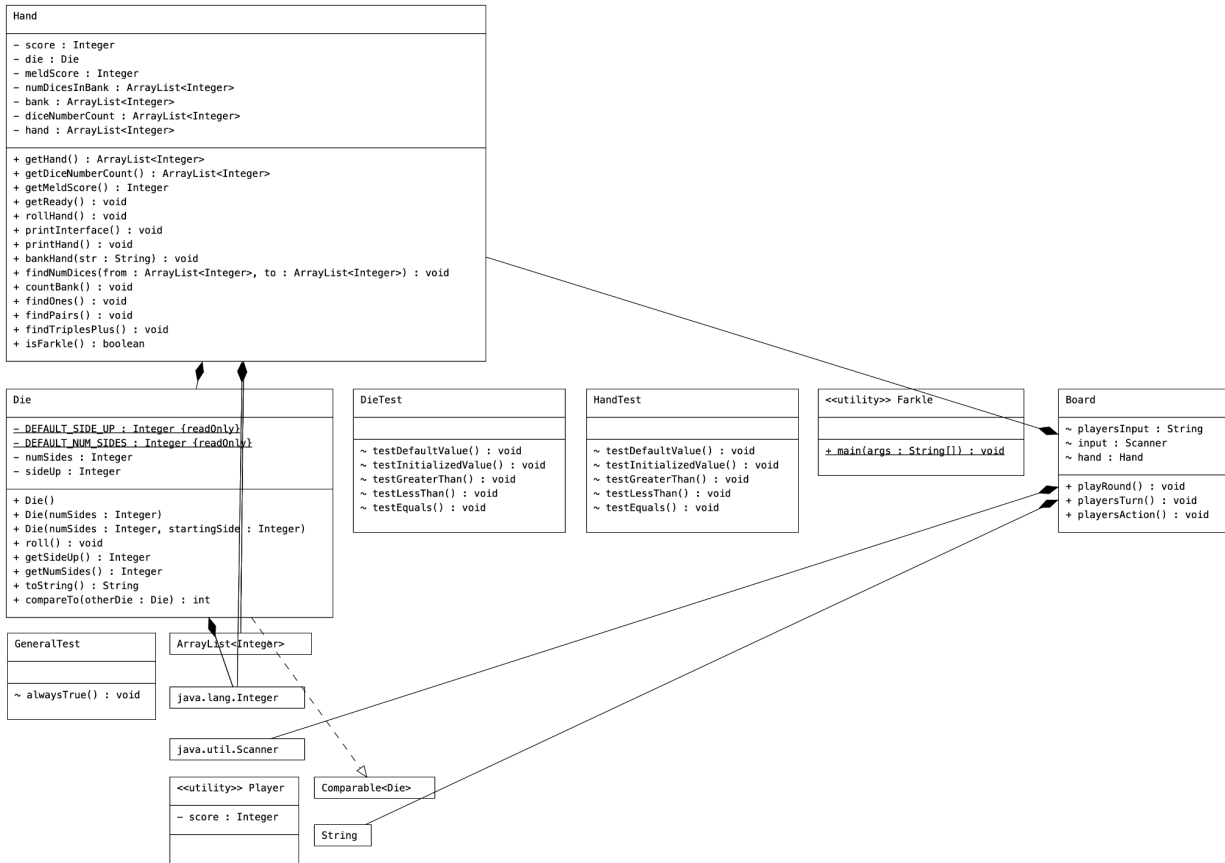 Hand
- score : Integer
- die : Die
- meldScore : Integer
- numDicesInBank : ArrayList<Integer>
- bank : ArrayList<Integer>
- diceNumberCount : ArrayList<Integer>
- hand : ArrayList<Integer>
+ getHand() : ArrayList<Integer>
+ getDiceNumberCount() : ArrayList<Integer>
+ getMeldScore() : Integer
+ getReady() : void
+ rollHand() : void
+ printInterface() : void
+ printHand() : void
+ bankHand(str : String) : void
+ findNumDices(from : ArrayList<Integer>, to : ArrayList<Integer>) : void
+ countBank() : void
+ findOnes() : void
+ findPairs() : void
+ findTriplesPlus() : void
+ isFarkle() : boolean
Die
- DEFAULT_SIDE_UP : Integer {readOnly}
- DEFAULT_NUM_SIDES : Integer {readOnly}
- numSides : Integer
- sideUp : Integer
+ Die()
+ Die(numSides : Integer)
+ Die(numSides : Integer, startingSide : Integer)
+ roll() : void
+ getSideUp() : Integer
+ getNumSides() : Integer
+ toString() : String
+ compareTo(otherDie : Die) : int
DieTest
~ testDefaultValue() : void
~ testInitializedValue() : void
~ testGreaterThan() : void
~ testLessThan() : void
~ testEquals() : void
HandTest
~ testDefaultValue() : void
~ testInitializedValue() : void
~ testGreaterThan() : void
~ testLessThan() : void
~ testEquals() : void
<<utility>> Farkle
+ main(args : String[]) : void
Board
~ playersInput : String
~ input : Scanner
~ hand : Hand
+ playRound() : void
+ playersTurn() : void
+ playersAction() : void
GeneralTest
~ alwaysTrue() : void
ArrayList<Integer>
java.lang.Integer
java.util.Scanner
<<utility>> Player
- score : Integer
Comparable<Die>
String